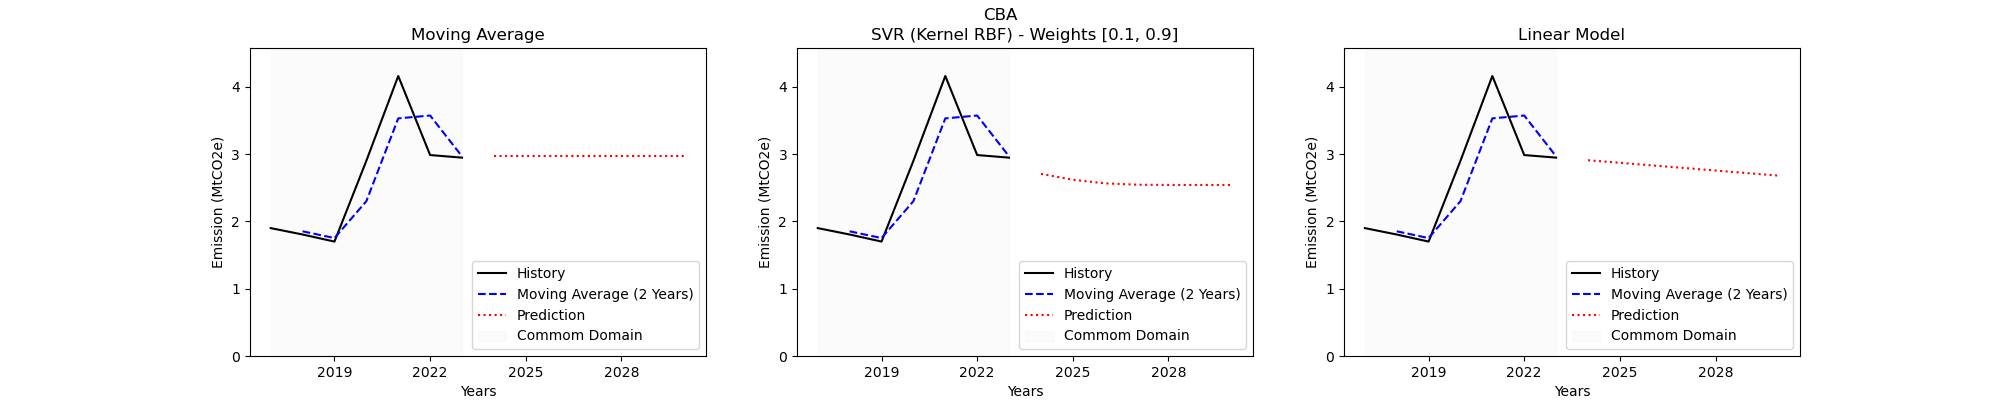 CBA
Moving Average
Emission (MtCO2e)
4
3
2
1
0
2019 2022 2025 2028
Years
History
Moving Average (2 Years)
Prediction
Commom Domain
SVR (Kernel RBF) - Weights [0.1, 0.9]
Emission (MtCO2e)
4
3
2
1
0
2019 2022 2025 2028
Years
History
Moving Average (2 Years)
Prediction
Commom Domain
Linear Model
Emission (MtCO2e)
4
3
2
1
0
2019 2022 2025 2028
Years
History
Moving Average (2 Years)
Prediction
Commom Domain